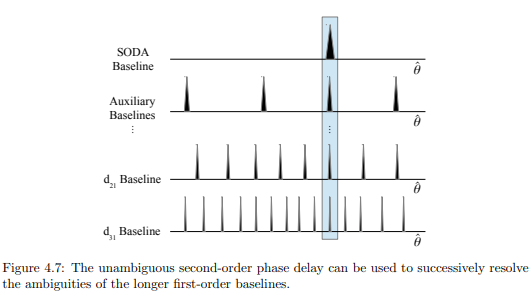 SODA
Baseline
θ̂
Auxiliary
Baselines
⋮
⋮
θ̂
d₂₁ Baseline
θ̂
d₃₁ Baseline
θ̂
Figure 4.7: The unambiguous second-order phase delay can be used to successively resolve
the ambiguities of the longer first-order baselines.